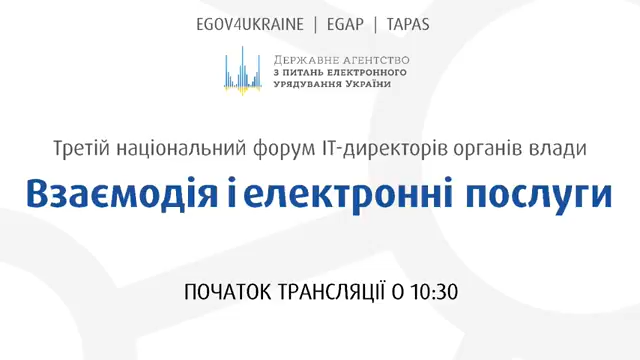 EGOV4UKRAINE | EGAP | TAPAS
Державне агентство
з питань електронного
урядування України
Третій національний форум ІТ-директорів органів влади
Взаємодія і електронні послуги
ПОЧАТОК ТРАНСЛЯЦІЇ О 10:30